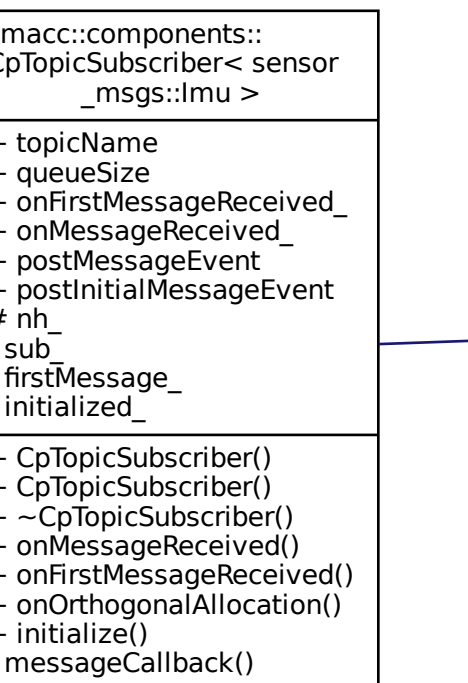 macc::components::
CpTopicSubscriber< sensor
_msgs::Imu >
+ topicName
+ queueSize
+ onFirstMessageReceived_
+ onMessageReceived_
+ postMessageEvent
+ postInitialMessageEvent
# nh_
sub_
firstMessage_
initialized_
+ CpTopicSubscriber()
+ CpTopicSubscriber()
+ ~CpTopicSubscriber()
+ onMessageReceived()
+ onFirstMessageReceived()
+ onOrthogonalAllocation()
+ initialize()
messageCallback()